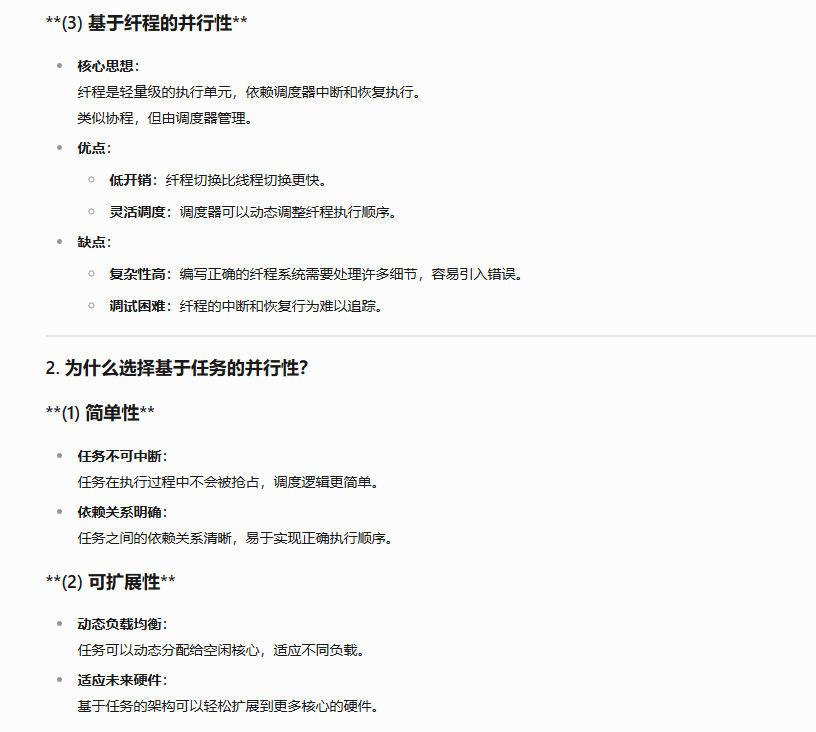 **(3) 基于纤程的并行性**
核心思想：
纤程是轻量级的执行单元，依赖调度器中断和恢复执行。
类似协程，但由调度器管理。
优点：
低开销：纤程切换比线程切换更快。
灵活调度：调度器可以动态调整纤程执行顺序。
缺点：
复杂性高：编写正确的纤程系统需要处理许多细节，容易引入错误。
调试困难：纤程的中断和恢复行为难以追踪。
2. 为什么选择基于任务的并行性？
**(1) 简单性**
任务不可中断：
任务在执行过程中不会被抢占，调度逻辑更简单。
依赖关系明确：
任务之间的依赖关系清晰，易于实现正确执行顺序。
**(2) 可扩展性**
动态负载均衡：
任务可以动态分配给空闲核心，适应不同负载。
适应未来硬件：
基于任务的架构可以轻松扩展到更多核心的硬件。